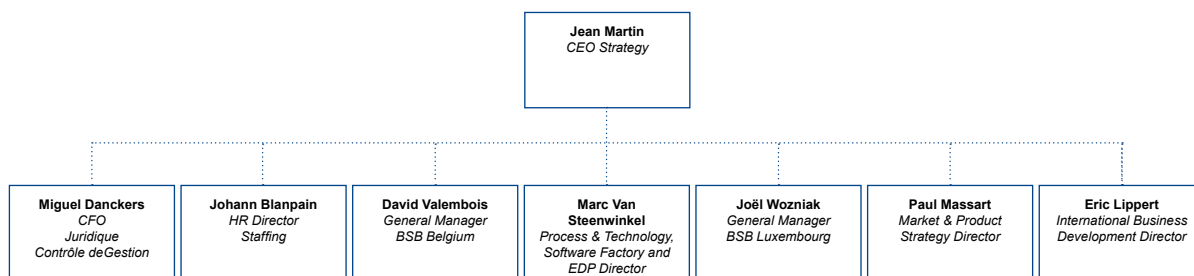 Jean Martin
CEO Strategy
Miguel Danckers
CFO
Juridique
Contrôle deGestion
Johann Blanpain
HR Director
Staffing
David Valembois
General Manager
BSB Belgium
Marc Van
Steenwinkel
Process & Technology,
Software Factory and
EDP Director
Joël Wozniak
General Manager
BSB Luxembourg
Paul Massart
Market & Product
Strategy Director
Eric Lippert
International Business
Development Director